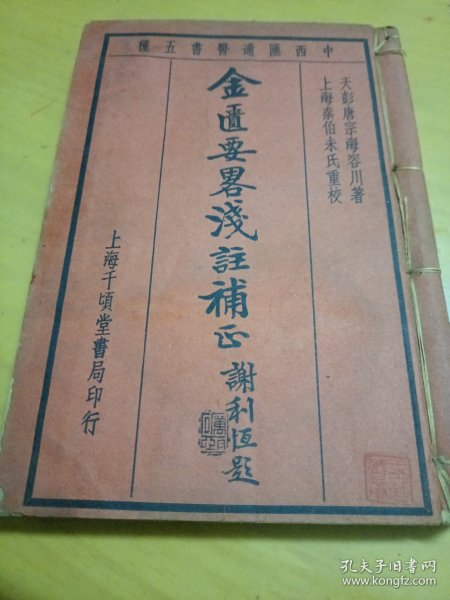 中西匯通醫書五種
天彭唐宗海容川著
上海秦伯未氏重校
金匱要畧淺註補正
謝利恒題
上海千頃堂書局印行
孔夫子旧书网
www.kongfz.com